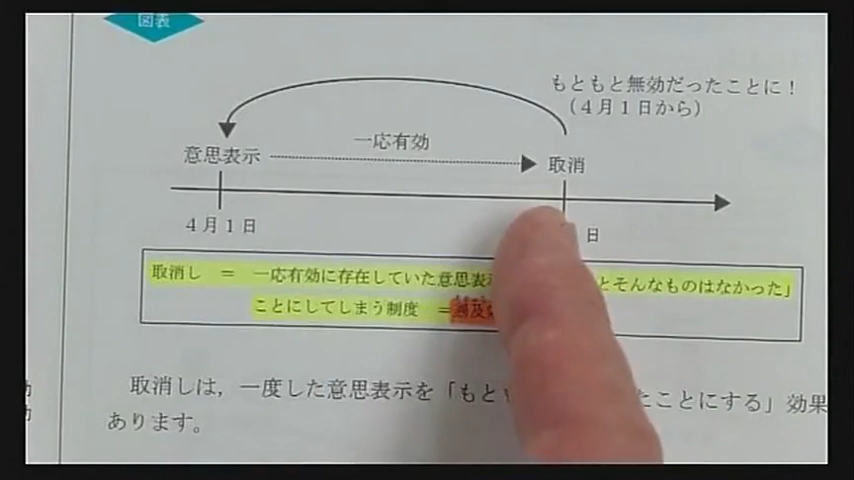 図表
もともと無効だったことに！
（４月１日から）
一応有効
意思表示
取消
４月１日
日
取消し ＝ 一応有効に存在していた意思表
とそんなものはなかった」
ことにしてしまう制度 ＝遡及
取消しは，一度した意思表示を「もと
たことにする」効果
あります。